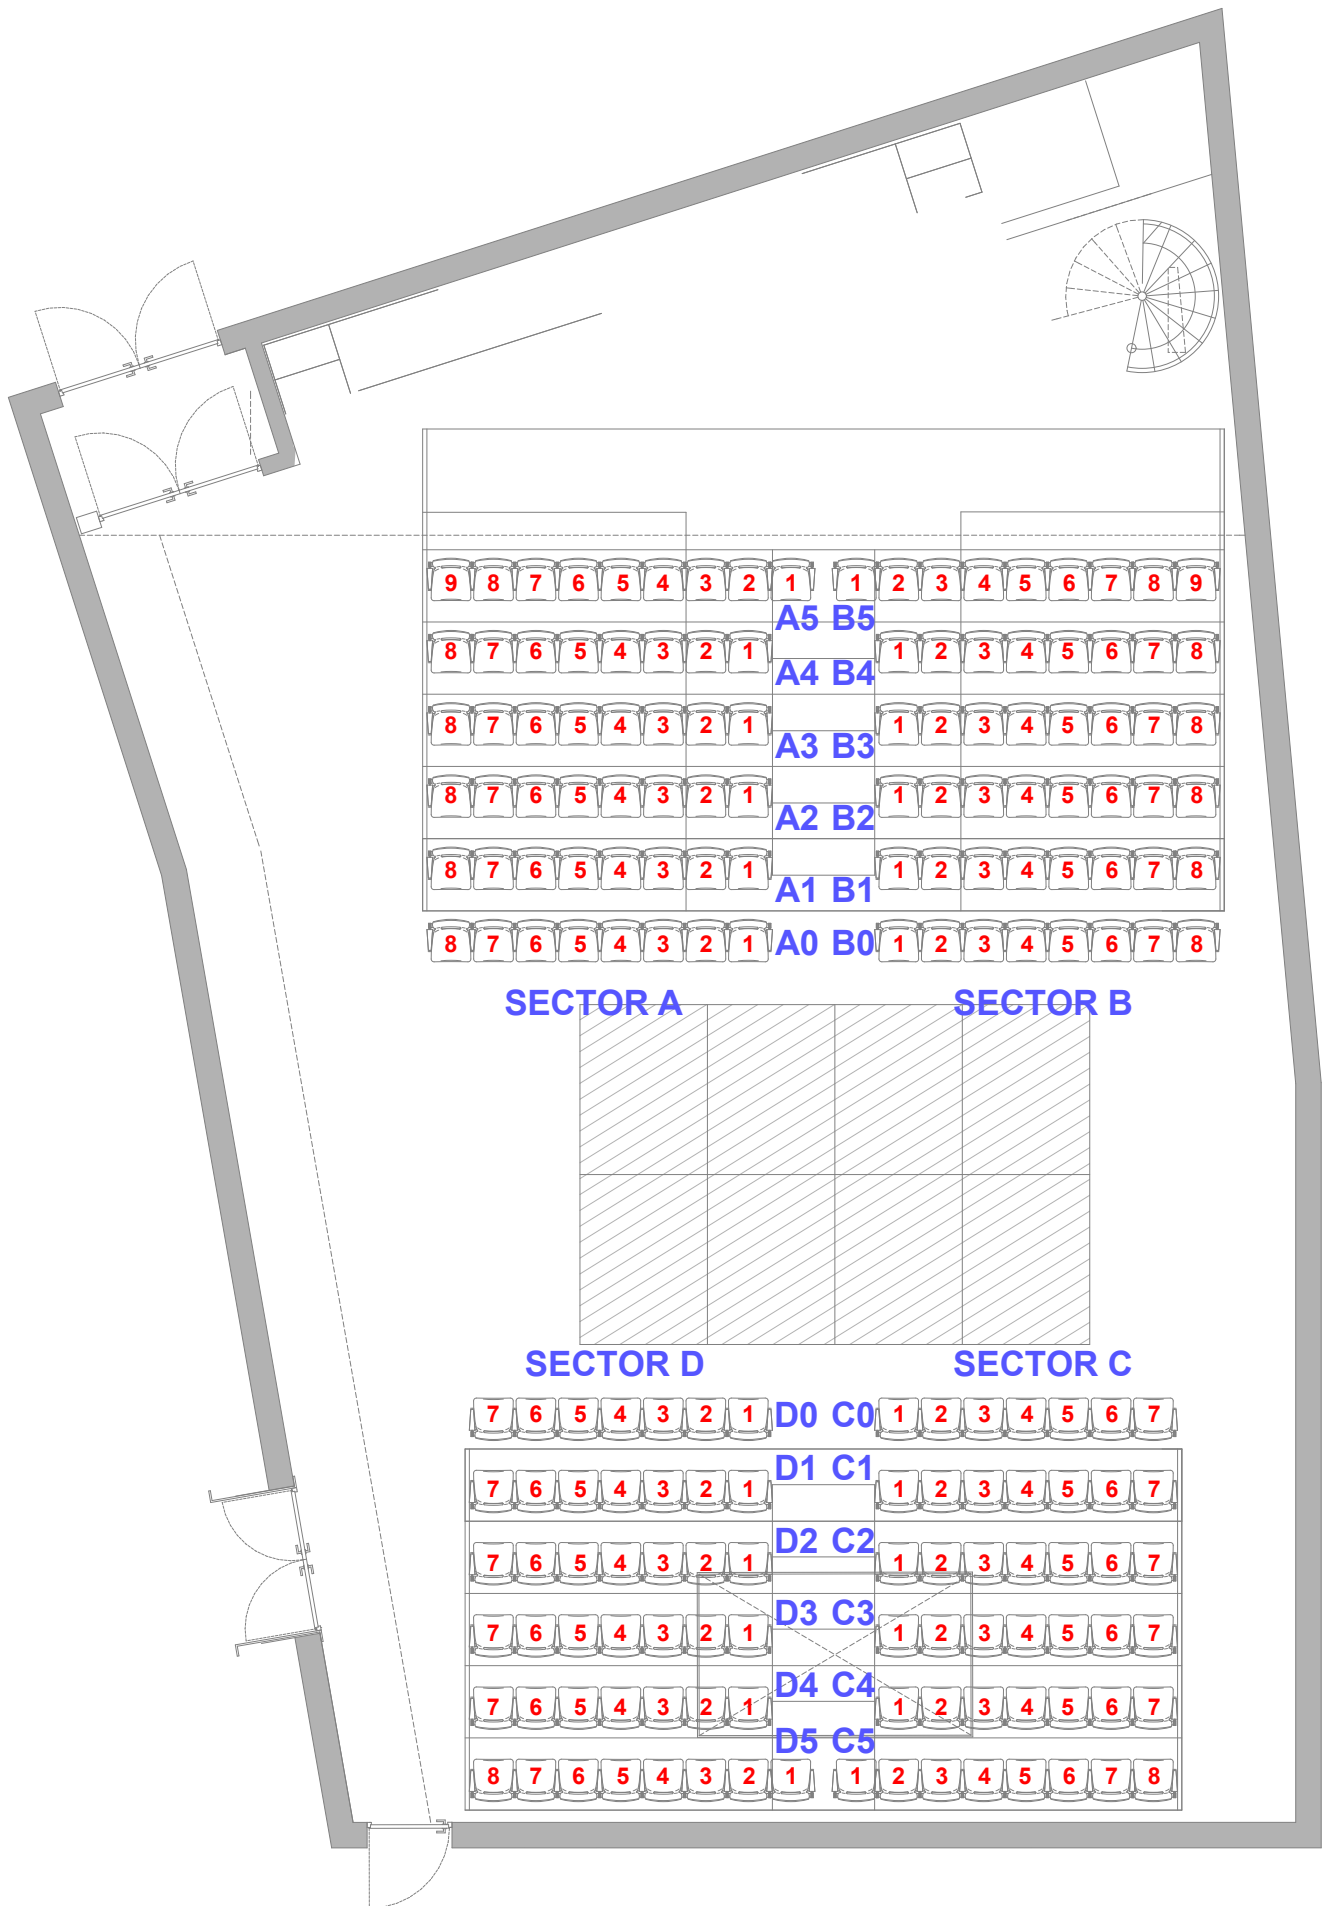 9 8 7 6 5 4 3 2 1 1 2 3 4 5 6 7 8 9
A5 B5
8 7 6 5 4 3 2 1 1 2 3 4 5 6 7 8
A4 B4
8 7 6 5 4 3 2 1 1 2 3 4 5 6 7 8
A3 B3
8 7 6 5 4 3 2 1 1 2 3 4 5 6 7 8
A2 B2
8 7 6 5 4 3 2 1 1 2 3 4 5 6 7 8
A1 B1
8 7 6 5 4 3 2 1 A0 B0 1 2 3 4 5 6 7 8
SECTOR A SECTOR B
SECTOR D SECTOR C
7 6 5 4 3 2 1 D0 C0 1 2 3 4 5 6 7
D1 C1
7 6 5 4 3 2 1 1 2 3 4 5 6 7
D2 C2
7 6 5 4 3 2 1 1 2 3 4 5 6 7
D3 C3
7 6 5 4 3 2 1 1 2 3 4 5 6 7
D4 C4
7 6 5 4 3 2 1 1 2 3 4 5 6 7
D5 C5
8 7 6 5 4 3 2 1 1 2 3 4 5 6 7 8